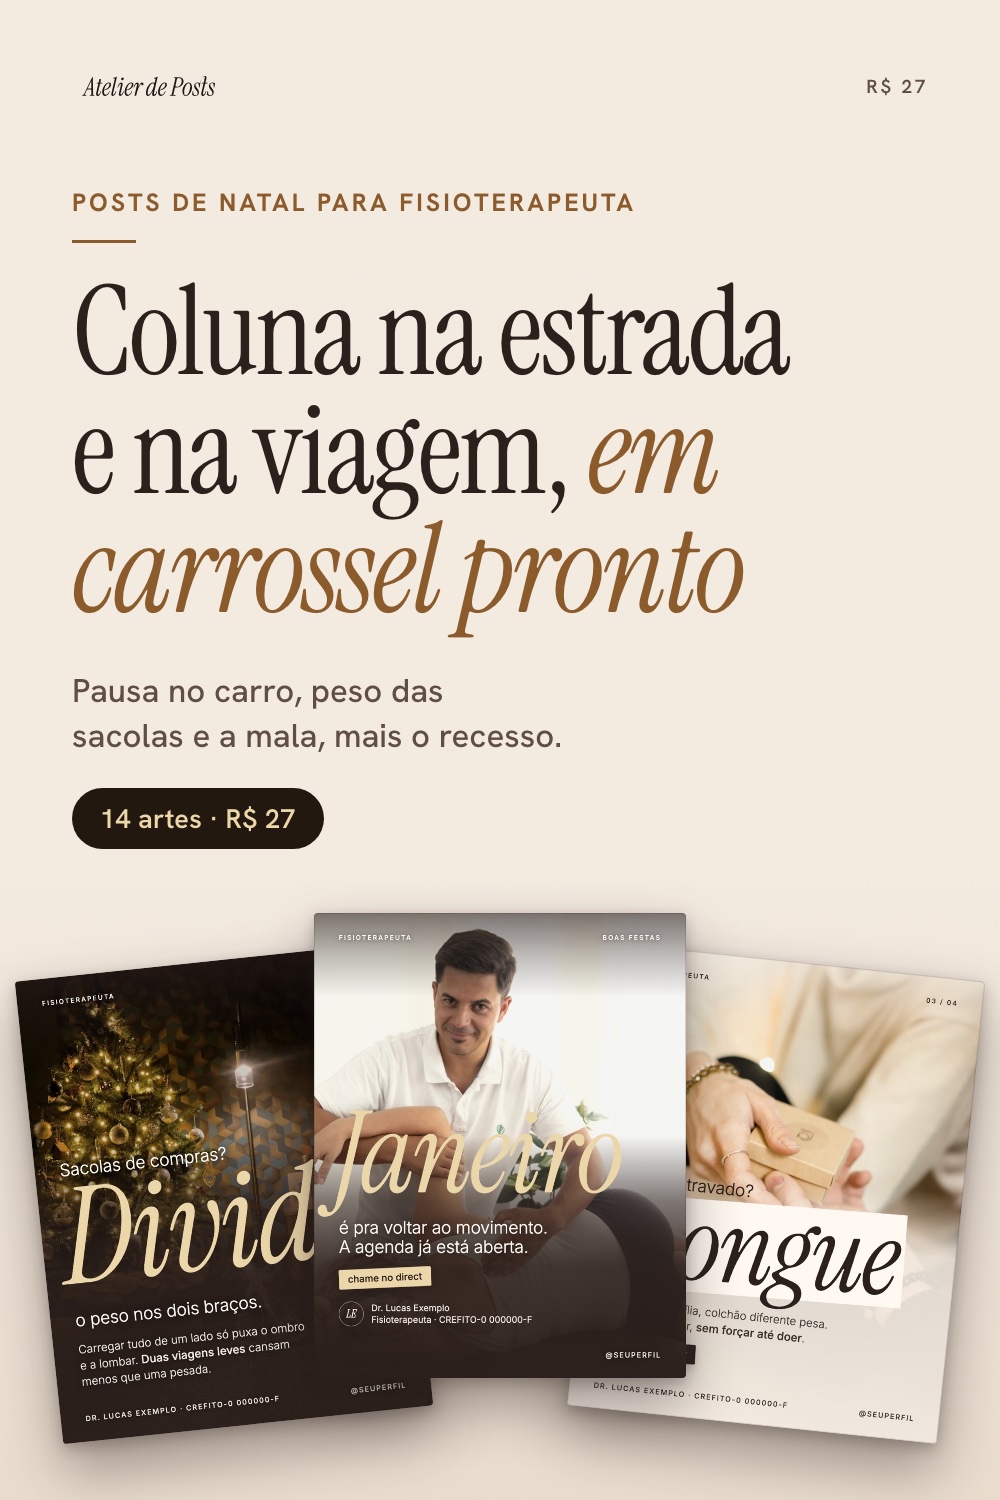 Atelier de Posts
R$ 27
POSTS DE NATAL PARA FISIOTERAPEUTA
Coluna na estrada
e na viagem, em
carrossel pronto
Pausa no carro, peso das
sacolas e a mala, mais o recesso.
14 artes · R$ 27
FISIOTERAPEUTA
Sacolas de compras?
Divid
o peso nos dois braços.
Carregar tudo de um lado só puxa o ombro
e a lombar. Duas viagens leves cansam
menos que uma pesada.
DR. LUCAS EXEMPLO · CREFITO-0 000000-F
@SEUPERFIL
FISIOTERAPEUTA
BOAS FESTAS
Janeiro
é pra voltar ao movimento.
A agenda já está aberta.
chame no direct
LE
Dr. Lucas Exemplo
Fisioterapeuta · CREFITO-0 000000-F
@SEUPERFIL
EUTA
03 / 04
travado?
ongue
lia, colchão diferente pesa.
r, sem forçar até doer.
DR. LUCAS EXEMPLO · CREFITO-0 000000-F
@SEUPERFIL